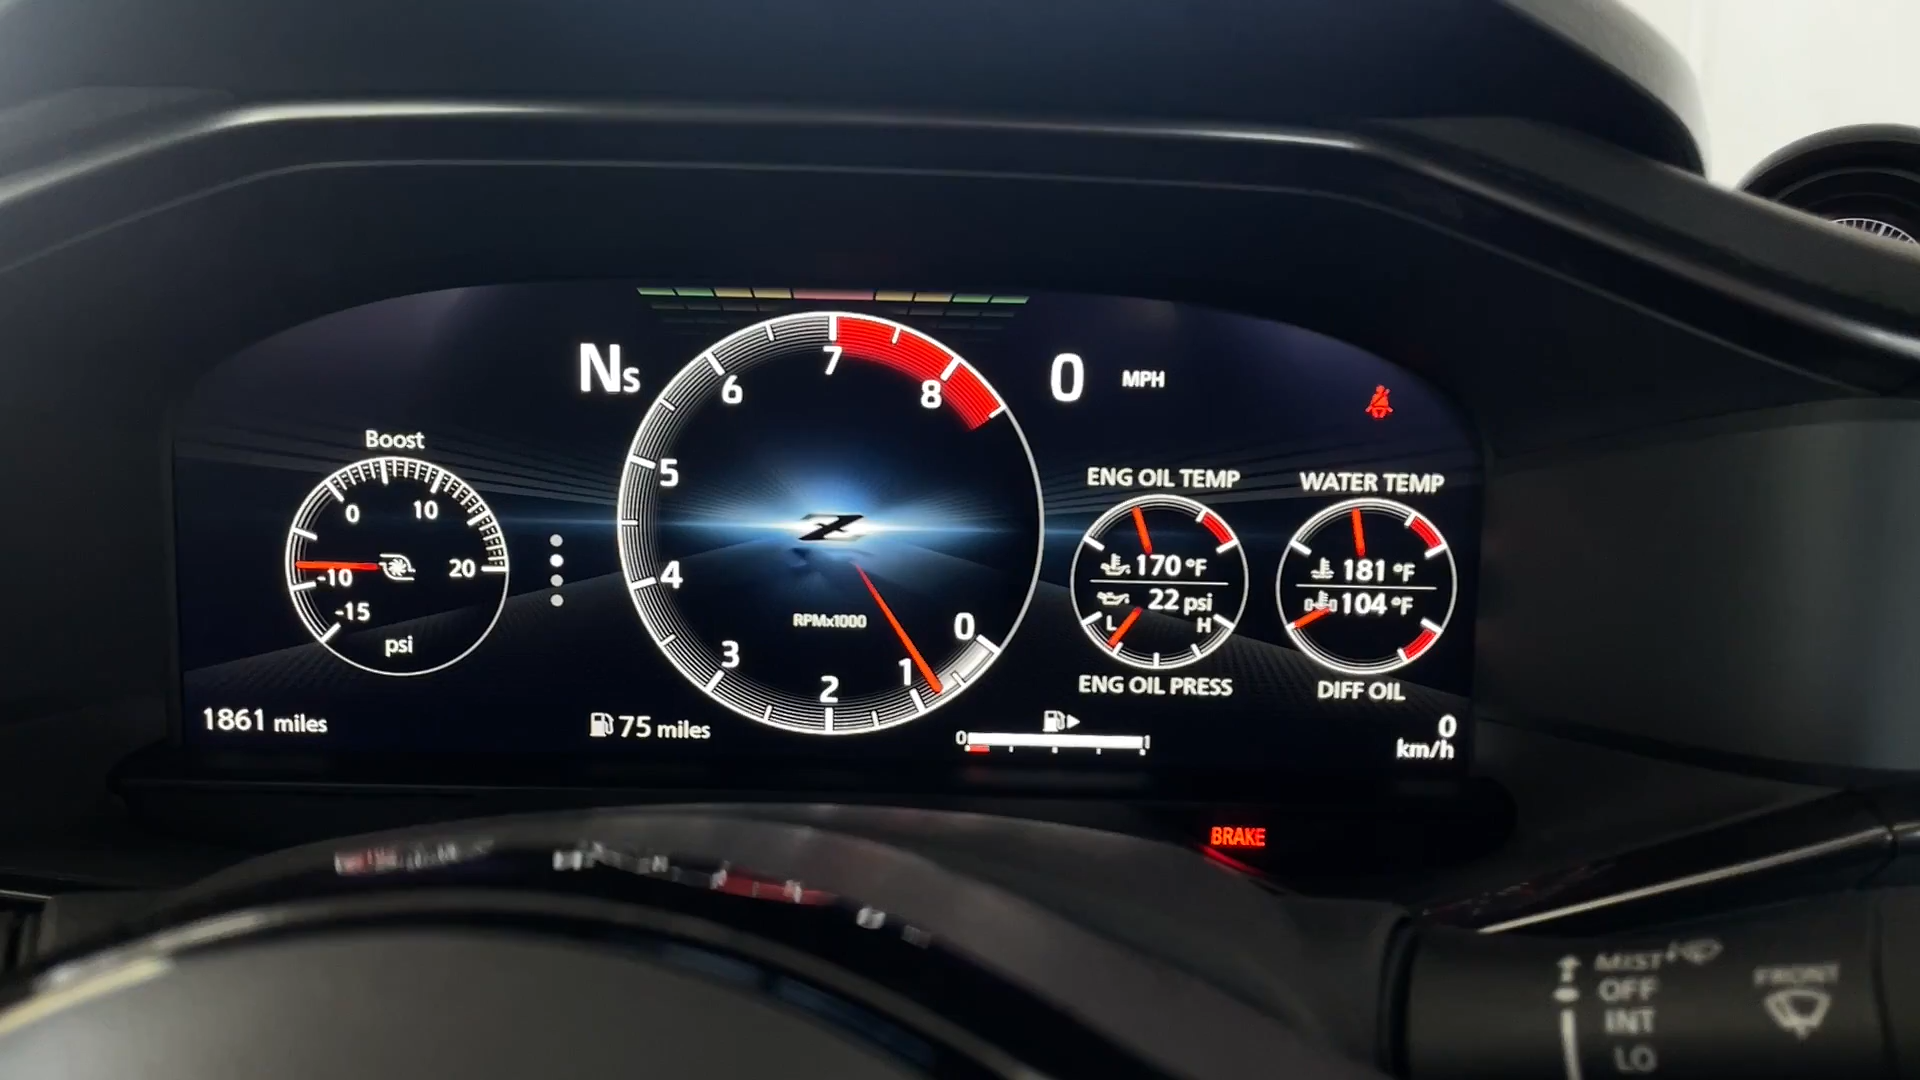 Ns
7
6
8
5
4
3
2
1
0
RPMx1000
0 MPH
Boost
0
10
20
-10
-15
psi
ENG OIL TEMP
170 °F
22 psi
L
H
ENG OIL PRESS
WATER TEMP
181 °F
104 °F
DIFF OIL
1861 miles
75 miles
0
1
0
km/h
BRAKE
MIST
OFF
INT
LO
FRONT